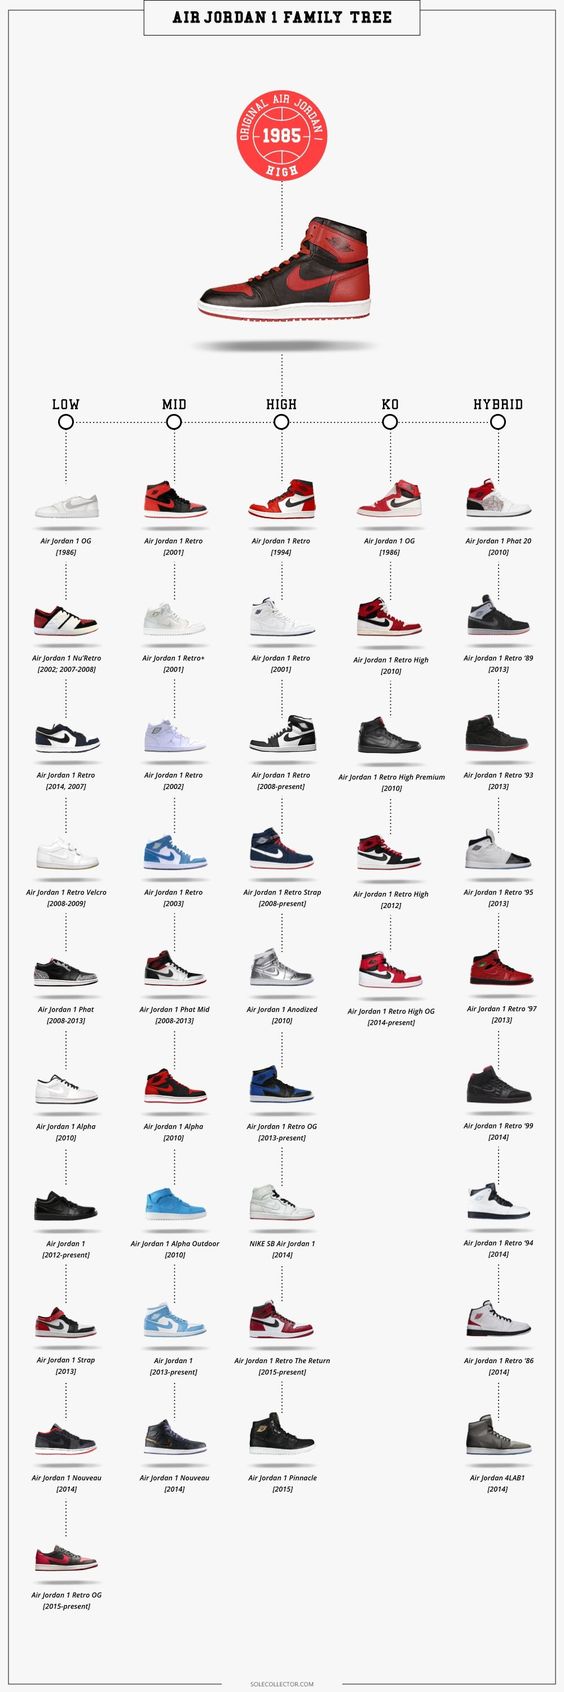 AIR JORDAN 1 FAMILY TREE
ORIGINAL AIR JORDAN I
1985
HIGH
LOW MID HIGH KO HYBRID
Air Jordan 1 OG Air Jordan 1 Retro Air Jordan 1 Retro Air Jordan 1 OG Air Jordan 1 Phat 20
[1986] [2001] [1994] [1986] [2010]
Air Jordan 1 Nu'Retro Air Jordan 1 Retro+ Air Jordan 1 Retro Air Jordan 1 Retro High Air Jordan 1 Retro '89
[2002; 2007-2008] [2001] [2001] [2010] [2013]
Air Jordan 1 Retro Air Jordan 1 Retro Air Jordan 1 Retro Air Jordan 1 Retro High Premium Air Jordan 1 Retro '93
[2014, 2007] [2002] [2008-present] [2010] [2013]
Air Jordan 1 Retro Velcro Air Jordan 1 Retro Air Jordan 1 Retro Strap Air Jordan 1 Retro High Air Jordan 1 Retro '95
[2008-2009] [2003] [2008-present] [2012] [2013]
Air Jordan 1 Phat Air Jordan 1 Phat Mid Air Jordan 1 Anodized Air Jordan 1 Retro High OG Air Jordan 1 Retro '97
[2008-2013] [2008-2013] [2010] [2014-present] [2013]
Air Jordan 1 Alpha Air Jordan 1 Alpha Air Jordan 1 Retro OG Air Jordan 1 Retro '99
[2010] [2010] [2013-present] [2014]
Air Jordan 1 Air Jordan 1 Alpha Outdoor NIKE SB Air Jordan 1 Air Jordan 1 Retro '94
[2012-present] [2010] [2014] [2014]
Air Jordan 1 Strap Air Jordan 1 Air Jordan 1 Retro The Return Air Jordan 1 Retro '86
[2013] [2013-present] [2015-present] [2014]
Air Jordan 1 Nouveau Air Jordan 1 Nouveau Air Jordan 1 Pinnacle Air Jordan 4LAB1
[2014] [2014] [2015] [2014]
Air Jordan 1 Retro OG
[2015-present]
SOLECOLLECTOR.COM